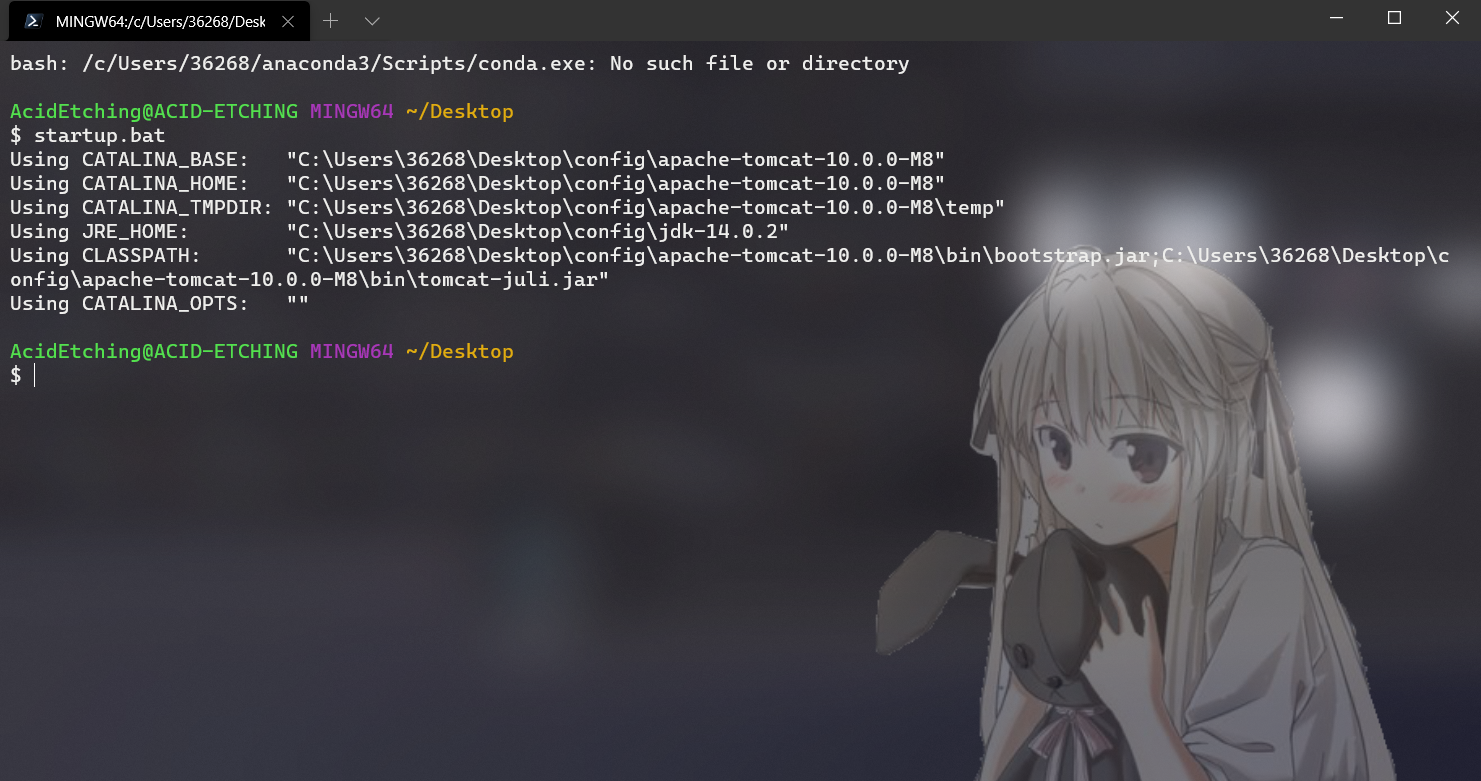 MINGW64:/c/Users/36268/Desk
bash: /c/Users/36268/anaconda3/Scripts/conda.exe: No such file or directory
AcidEtching@ACID-ETCHING MINGW64 ~/Desktop
$ startup.bat
Using CATALINA_BASE:   "C:\Users\36268\Desktop\config\apache-tomcat-10.0.0-M8"
Using CATALINA_HOME:   "C:\Users\36268\Desktop\config\apache-tomcat-10.0.0-M8"
Using CATALINA_TMPDIR: "C:\Users\36268\Desktop\config\apache-tomcat-10.0.0-M8\temp"
Using JRE_HOME:        "C:\Users\36268\Desktop\config\jdk-14.0.2"
Using CLASSPATH:       "C:\Users\36268\Desktop\config\apache-tomcat-10.0.0-M8\bin\bootstrap.jar;C:\Users\36268\Desktop\c
onfig\apache-tomcat-10.0.0-M8\bin\tomcat-juli.jar"
Using CATALINA_OPTS:   ""
AcidEtching@ACID-ETCHING MINGW64 ~/Desktop
$